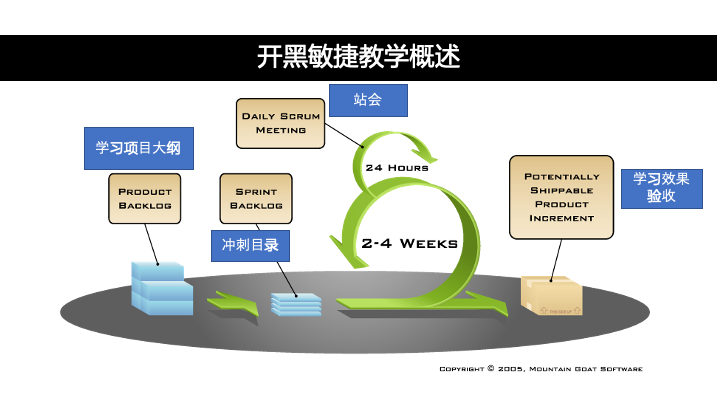 开黑敏捷教学概述
站会
DAILY SCRUM
MEETING
学习项目大纲
24 HOURS
PRODUCT
BACKLOG
SPRINT
BACKLOG
POTENTIALLY
SHIPPABLE
PRODUCT
INCREMENT
学习效果
验收
冲刺目录
2-4 WEEKS
COPYRIGHT © 2005, MOUNTAIN GOAT SOFTWARE